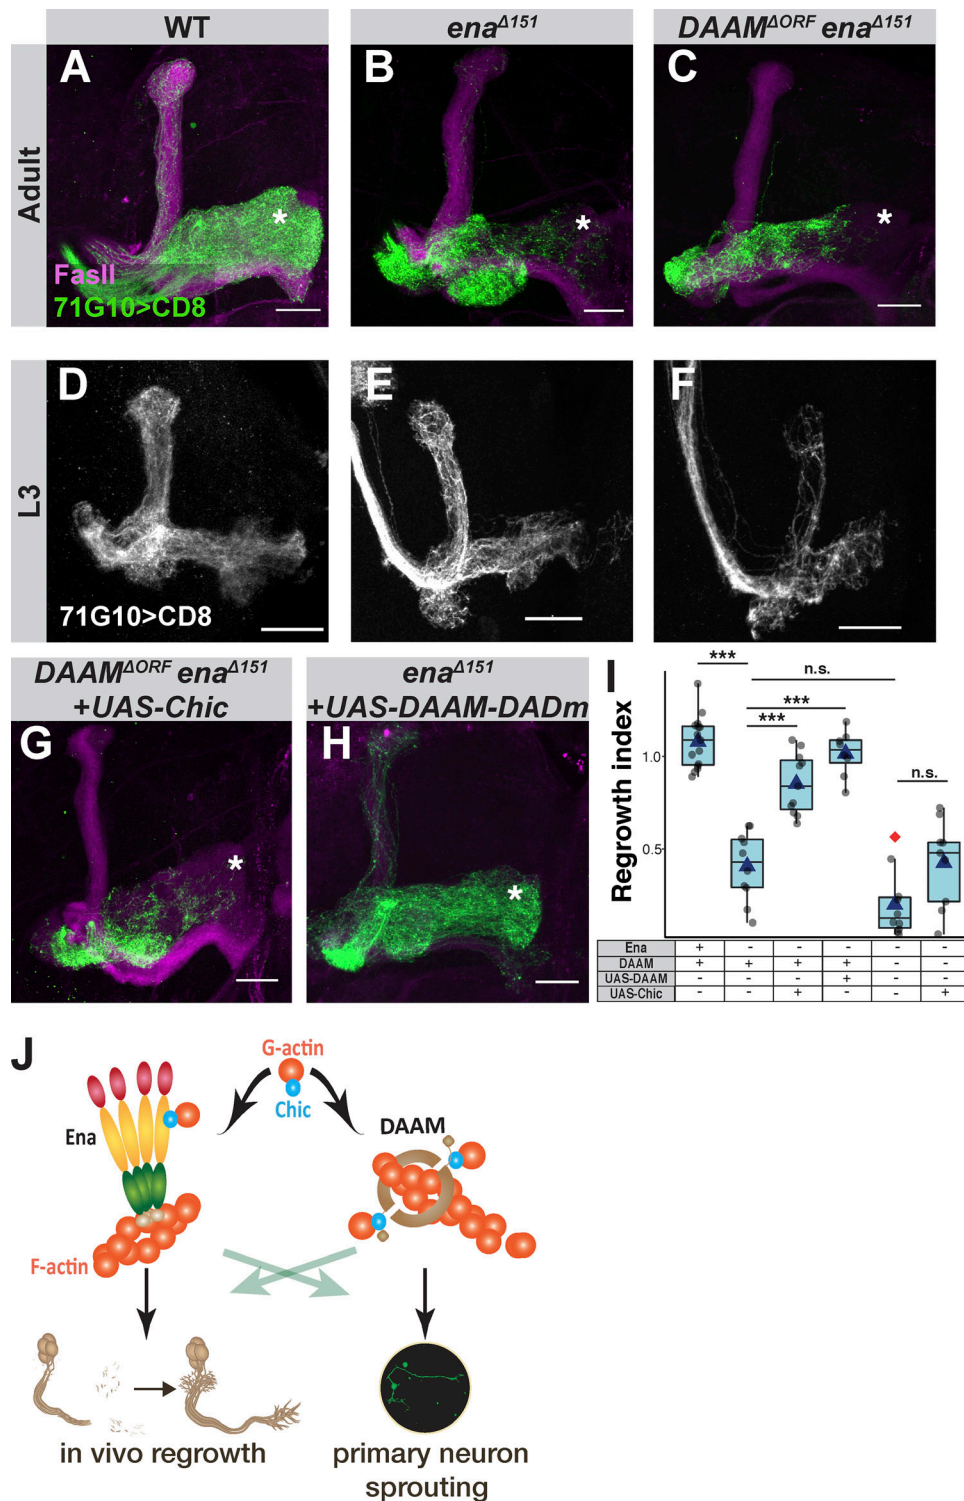 WT
ena^Δ151
DAAM^ΔORF ena^Δ151
Adult
A
B
C
*
*
*
FasII
71G10>CD8
L3
D
E
F
71G10>CD8
DAAM^ΔORF ena^Δ151
+UAS-Chic
ena^Δ151
+UAS-DAAM-DADm
G
H
*
*
I
***
n.s.
***
***
n.s.
Regrowth index
1.0
0.5
Ena + - - - - -
DAAM + + + + - -
UAS-DAAM - - - + - -
UAS-Chic - - + - - +
J
G-actin
Chic
Ena
DAAM
F-actin
in vivo regrowth
primary neuron
sprouting